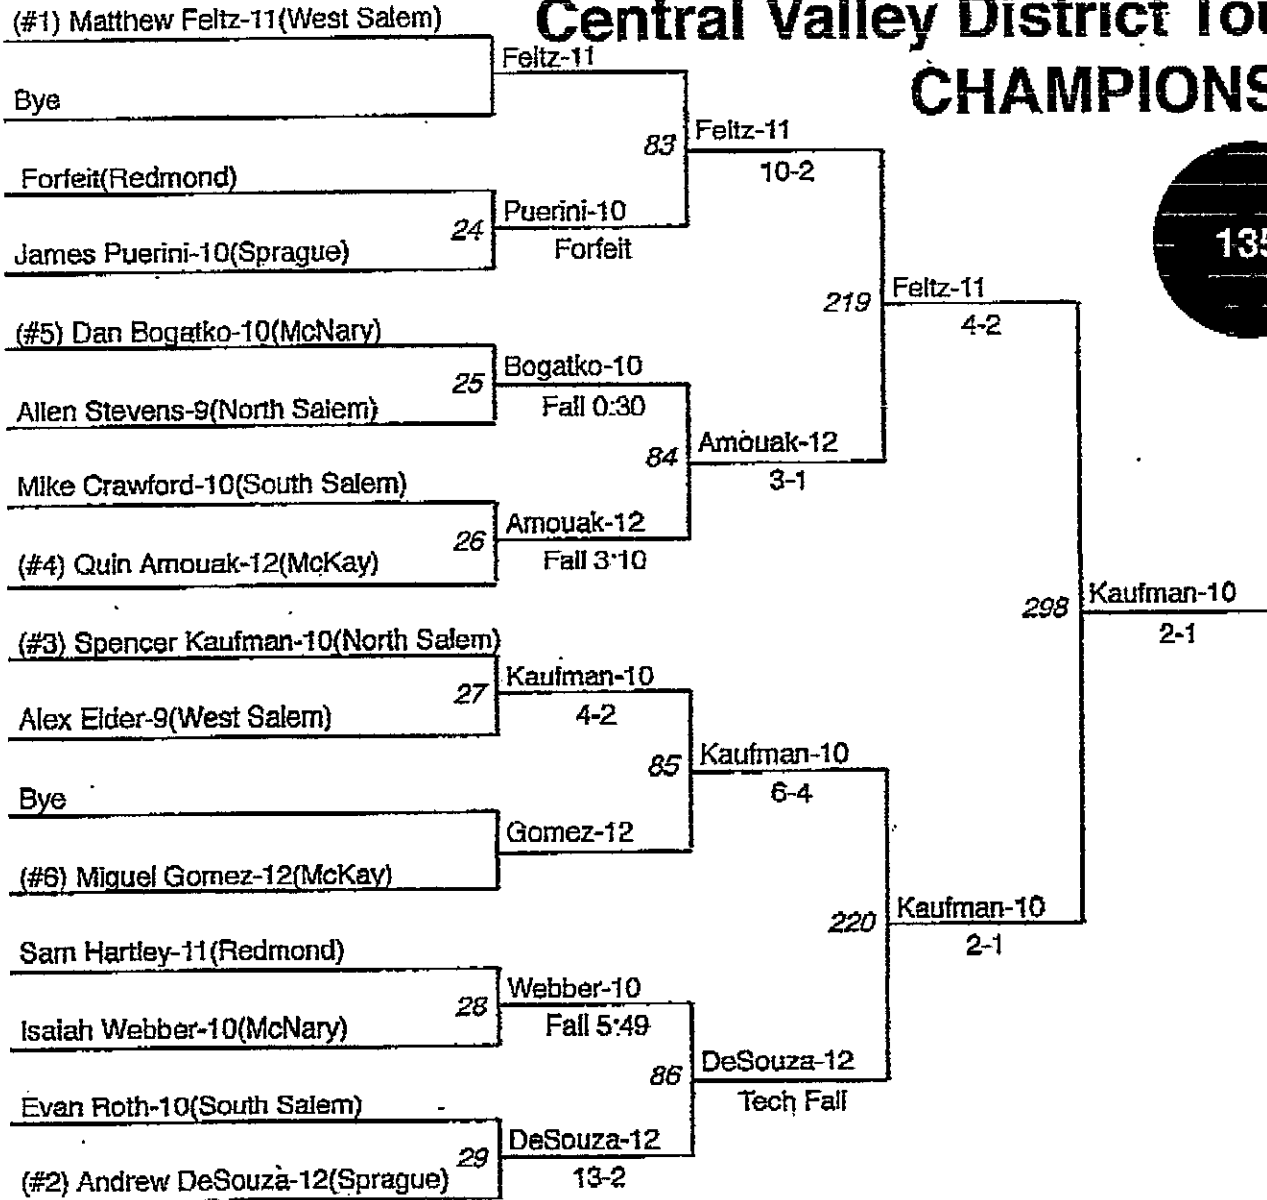 Central Valley District Tou
CHAMPIONS
135
(#1) Matthew Feltz-11(West Salem)
Bye
Feltz-11
Forfeit(Redmond)
James Puerini-10(Sprague)
24
Puerini-10
Forfeit
83
Feltz-11
10-2
(#5) Dan Bogatko-10(McNary)
Allen Stevens-9(North Salem)
25
Bogatko-10
Fall 0:30
Mike Crawford-10(South Salem)
(#4) Quin Amouak-12(McKay)
26
Amouak-12
Fall 3:10
84
Amouak-12
3-1
219
Feltz-11
4-2
(#3) Spencer Kaufman-10(North Salem)
Alex Elder-9(West Salem)
27
Kaufman-10
4-2
Bye
(#6) Miguel Gomez-12(McKay)
Gomez-12
85
Kaufman-10
6-4
Sam Hartley-11(Redmond)
Isaiah Webber-10(McNary)
28
Webber-10
Fall 5:49
Evan Roth-10(South Salem)
(#2) Andrew DeSouza-12(Sprague)
29
DeSouza-12
13-2
86
DeSouza-12
Tech Fall
220
Kaufman-10
2-1
298
Kaufman-10
2-1